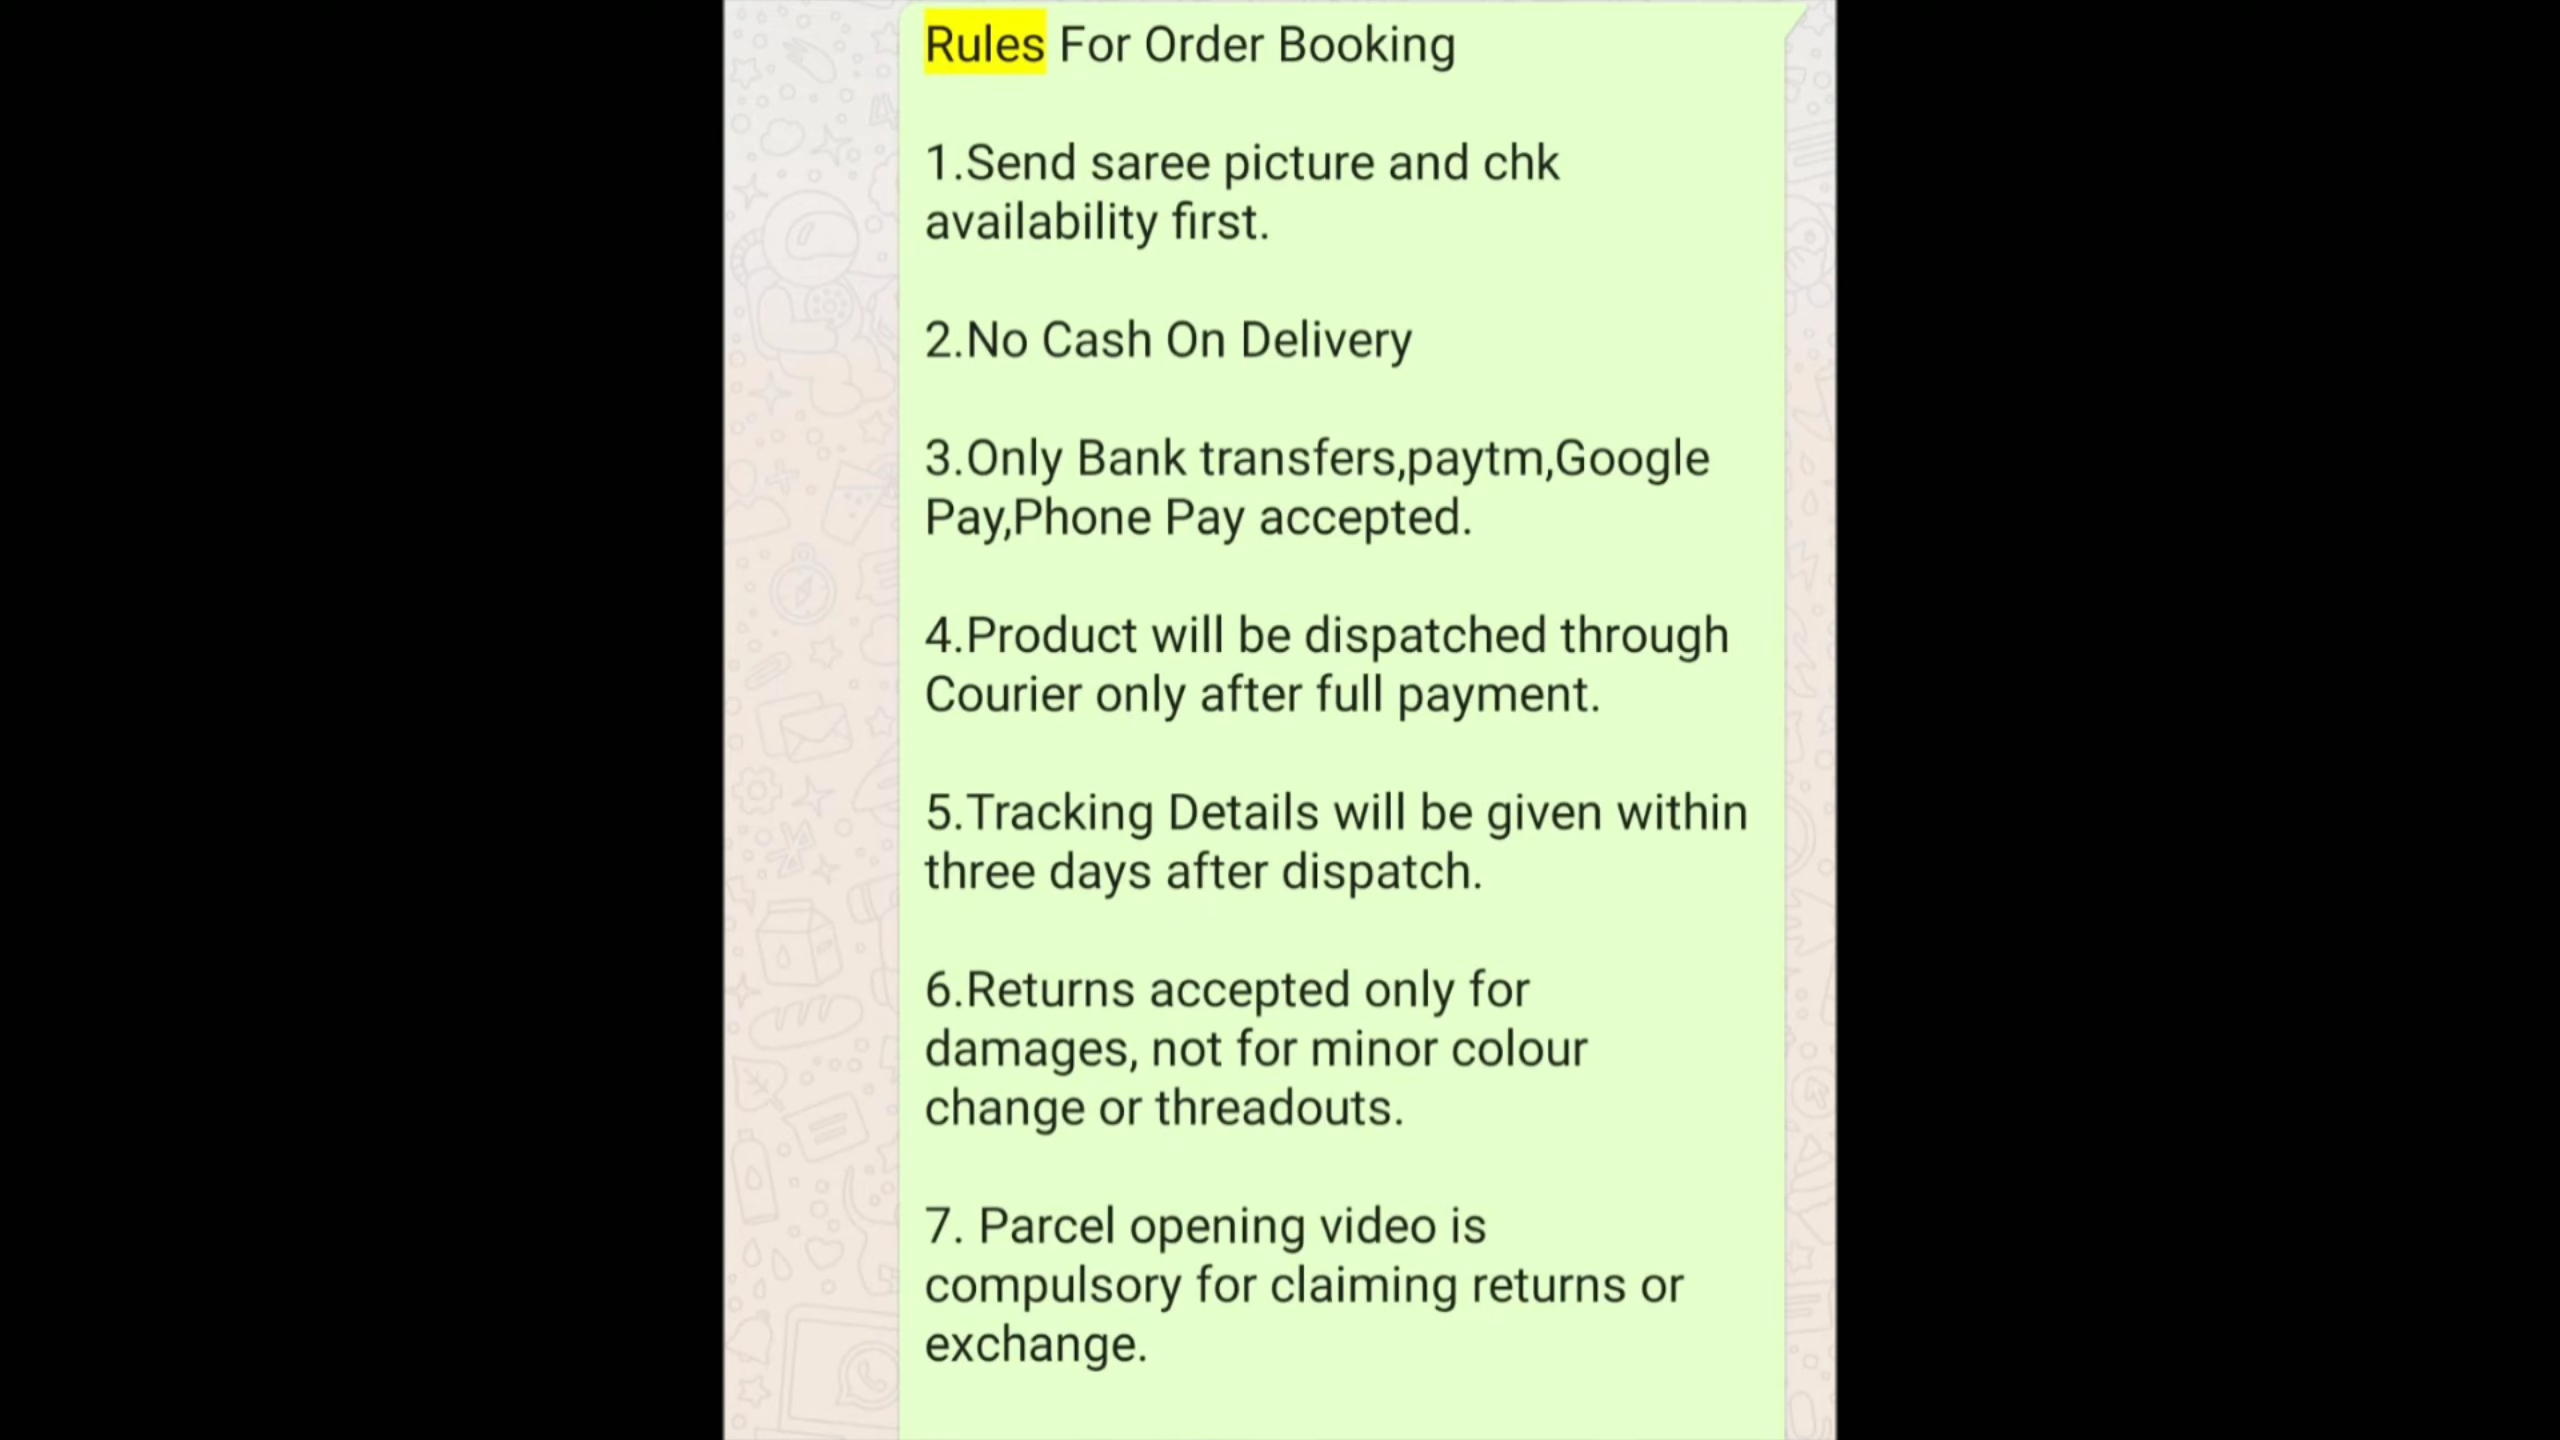 Rules For Order Booking
1.Send saree picture and chk
availability first.
2.No Cash On Delivery
3.Only Bank transfers,paytm,Google
Pay,Phone Pay accepted.
4.Product will be dispatched through
Courier only after full payment.
5.Tracking Details will be given within
three days after dispatch.
6.Returns accepted only for
damages, not for minor colour
change or threadouts.
7. Parcel opening video is
compulsory for claiming returns or
exchange.